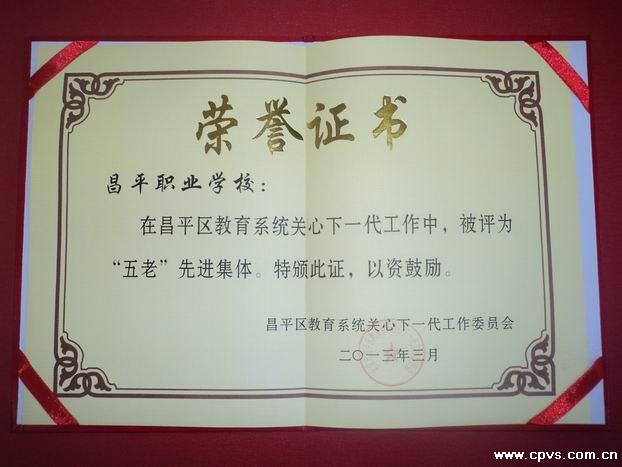 荣誉证书
昌平职业学校：
在昌平区教育系统关心下一代工作中，被评为
“五老”先进集体。特颁此证，以资鼓励。
昌平区教育系统关心下一代工作委员会
二〇一三年三月
www.cpvs.com.cn